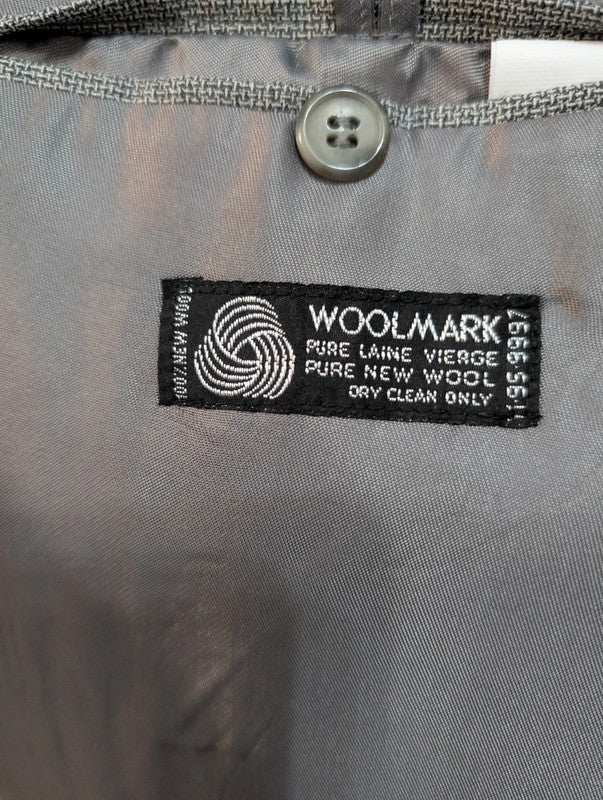 100% NEW WOOL
WOOLMARK
PURE LAINE VIERGE
PURE NEW WOOL
DRY CLEAN ONLY